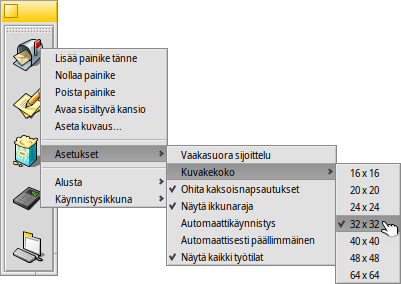 Lisää painike tänne
Nollaa painike
Poista painike
Avaa sisältyvä kansio
Aseta kuvaus...
Asetukset
Alusta
Käynnistysikkuna
Vaakasuora sijoittelu
Kuvakekoko
Ohita kaksoisnapsautukset
Näytä ikkunaraja
Automaattikäynnistys
Automaattisesti päällimmäinen
Näytä kaikki työtilat
16 x 16
20 x 20
24 x 24
32 x 32
40 x 40
48 x 48
64 x 64